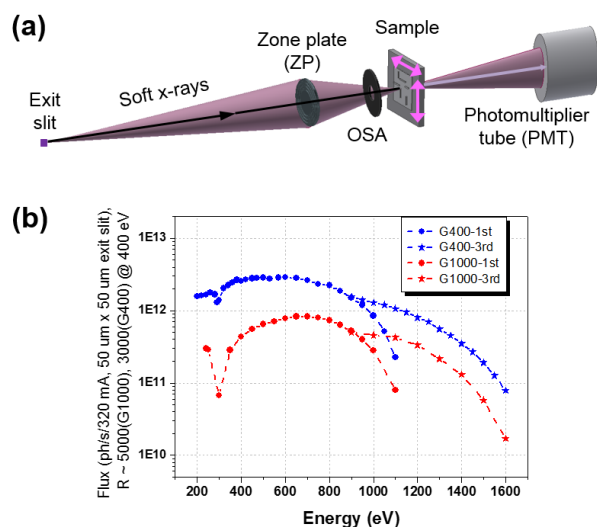 (a)
Sample
Zone plate
(ZP)
Soft x-rays
Exit
slit
OSA
Photomultiplier
tube (PMT)
(b)
Flux (ph/s/320 mA, 50 um x 50 um exit slit),
R ~ 5000(G1000), 3000(G400) @ 400 eV
1E13
1E12
1E11
1E10
G400-1st
G400-3rd
G1000-1st
G1000-3rd
200 400 600 800 1000 1200 1400 1600
Energy (eV)